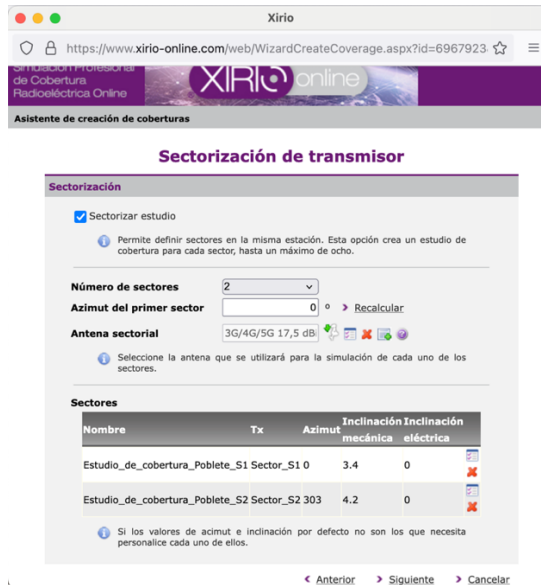 Xirio
https://www.xirio-online.com/web/WizardCreateCoverage.aspx?id=6967923
Simulación Profesional
de Cobertura
Radioeléctrica Online
XIRIO online
Asistente de creación de coberturas
Sectorización de transmisor
Sectorización
Sectorizar estudio
Permite definir sectores en la misma estación. Esta opción crea un estudio de
cobertura para cada sector, hasta un máximo de ocho.
Número de sectores 2
Azimut del primer sector 0 º > Recalcular
Antena sectorial 3G/4G/5G 17,5 dB
Seleccione la antena que se utilizará para la simulación de cada uno de los
sectores.
Sectores
Nombre Tx Azimut Inclinación mecánica Inclinación eléctrica
Estudio_de_cobertura_Poblete_S1 Sector_S1 0 3.4 0
Estudio_de_cobertura_Poblete_S2 Sector_S2 303 4.2 0
Si los valores de acimut e inclinación por defecto no son los que necesita
personalice cada uno de ellos.
< Anterior > Siguiente > Cancelar